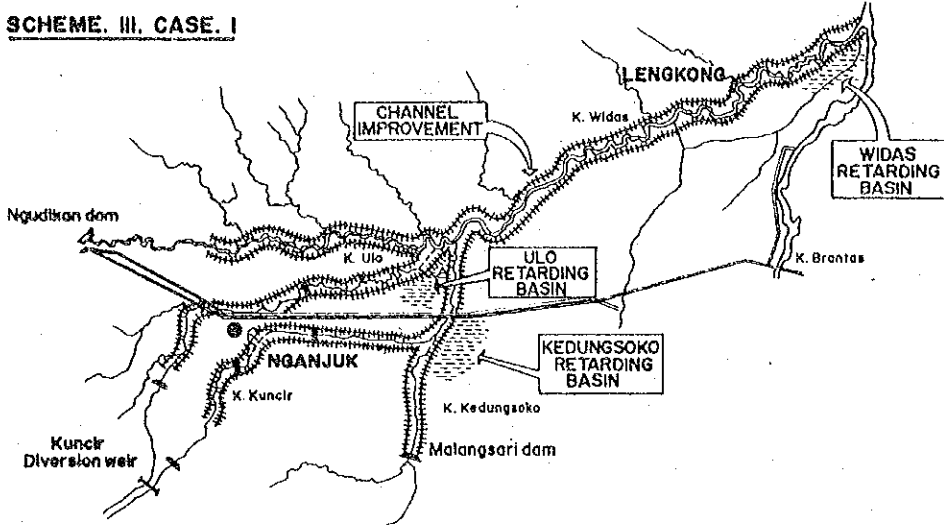 SCHEME. III. CASE. I
LENGKONG
CHANNEL
IMPROVEMENT
K. Widas
WIDAS
RETARDING
BASIN
Ngudikan dam
K. Ulo
ULO
RETARDING
BASIN
K. Brantas
KEDUNGSOKO
RETARDING
BASIN
NGANJUK
K. Kuncir
K. Kedungsoko
Kuncir
Diversion weir
Malangsari dam